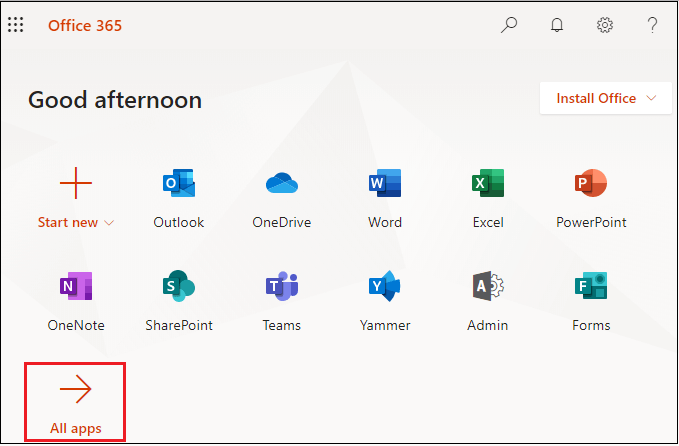 Office 365
?
Good afternoon
Install Office
Start new
O Outlook
OneDrive
W Word
X Excel
P PowerPoint
N OneNote
S SharePoint
T Teams
Y Yammer
A Admin
F Forms
All apps